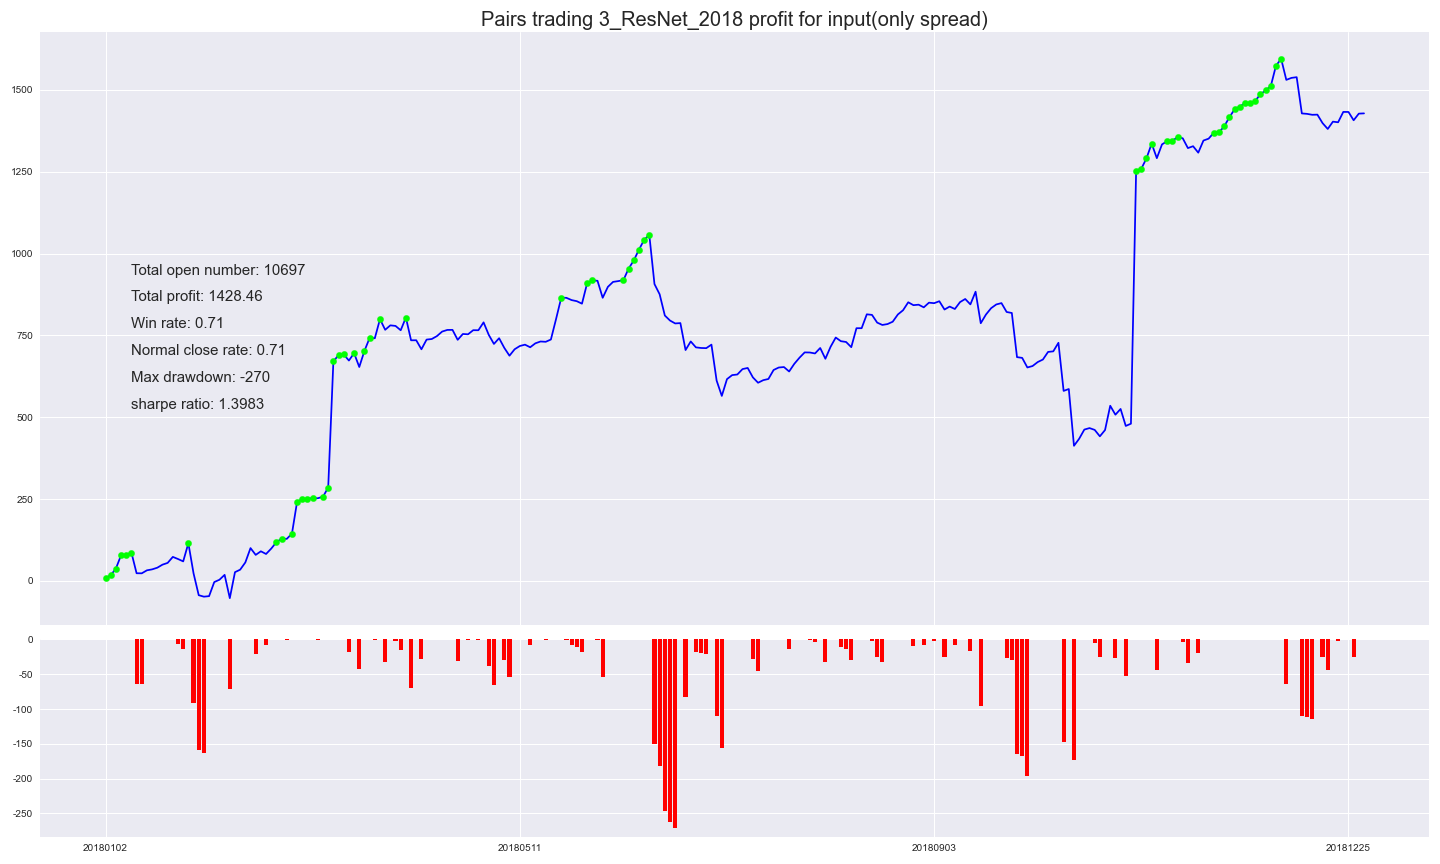 Pairs trading 3_ResNet_2018 profit for input(only spread)
1500
1250
1000
750
500
250
0
Total open number: 10697
Total profit: 1428.46
Win rate: 0.71
Normal close rate: 0.71
Max drawdown: -270
sharpe ratio: 1.3983
0
-50
-100
-150
-200
-250
20180102
20180511
20180903
20181225